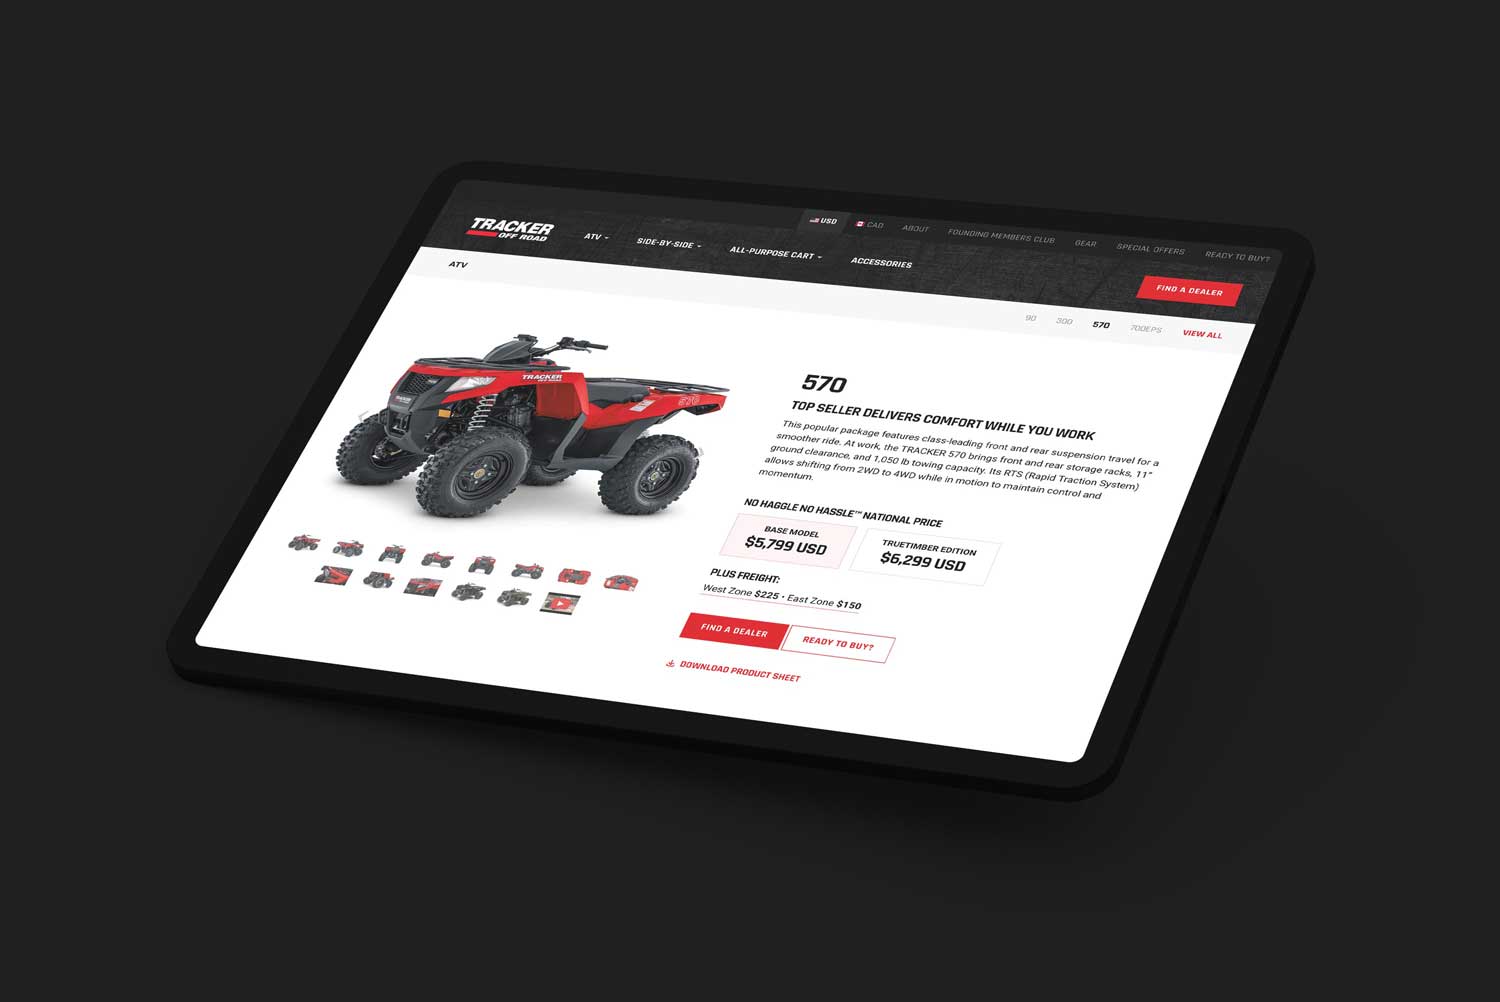 USD
CAD
ABOUT
FOUNDING MEMBERS CLUB
GEAR
SPECIAL OFFERS
READY TO BUY?
TRACKER
OFF ROAD
ATV
SIDE-BY-SIDE
ALL-PURPOSE CART
ACCESSORIES
FIND A DEALER
ATV
90
300
570
700EPS
VIEW ALL
TRACKER
OFF ROAD
570
570
TOP SELLER DELIVERS COMFORT WHILE YOU WORK
This popular package features class-leading front and rear suspension travel for a
smoother ride. At work, the TRACKER 570 brings front and rear storage racks, 11"
ground clearance, and 1,050 lb towing capacity. Its RTS (Rapid Traction System)
allows shifting from 2WD to 4WD while in motion to maintain control and
momentum.
NO HAGGLE NO HASSLE™ NATIONAL PRICE
BASE MODEL
$5,799 USD
TRUETIMBER EDITION
$6,299 USD
PLUS FREIGHT:
West Zone $225 • East Zone $150
FIND A DEALER
READY TO BUY?
DOWNLOAD PRODUCT SHEET